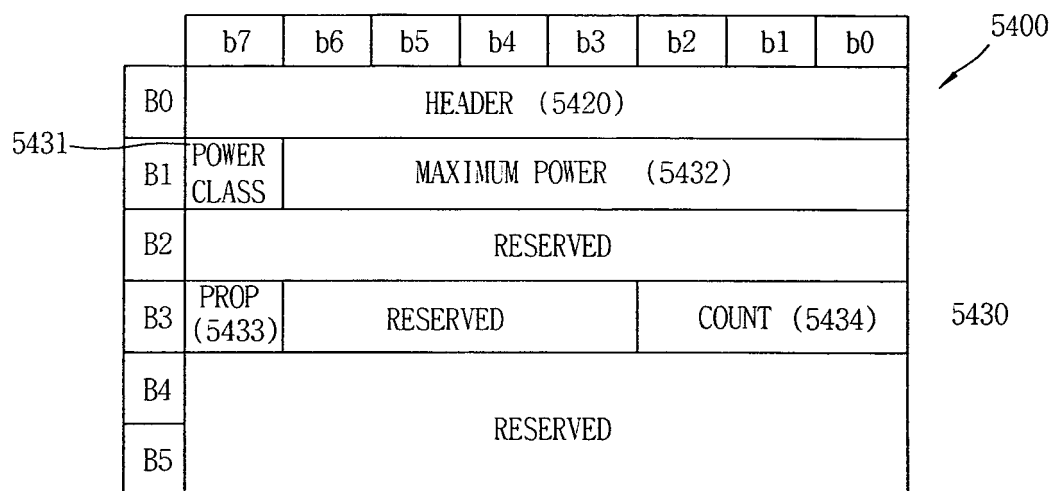 b7 b6 b5 b4 b3 b2 b1 b0
5400
B0 HEADER (5420)
5431
B1 POWER CLASS MAXIMUM POWER (5432)
B2 RESERVED
B3 PROP (5433) RESERVED COUNT (5434)
5430
B4
RESERVED
B5